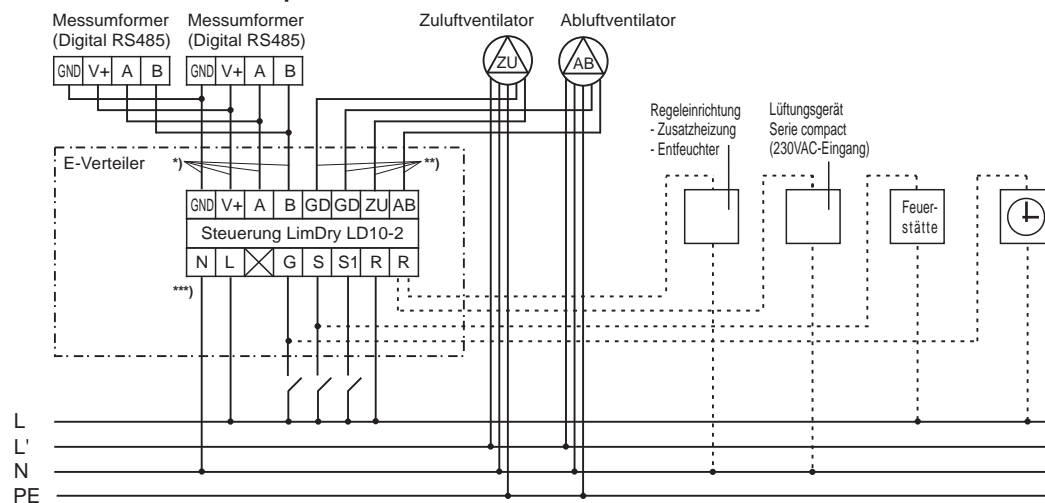 Messumformer
(Digital RS485)
Messumformer
(Digital RS485)
Zuluftventilator
Abluftventilator
GND V+ A B
GND V+ A B
ZU
AB
Regeleinrichtung
- Zusatzheizung
- Entfeuchter
Lüftungsgerät
Serie compact
(230VAC-Eingang)
E-Verteiler
*)
**)
GND V+ A B GD GD ZU AB
Steuerung LimDry LD10-2
N L G S S1 R R
***)
Feuer-
stätte
L
L'
N
PE